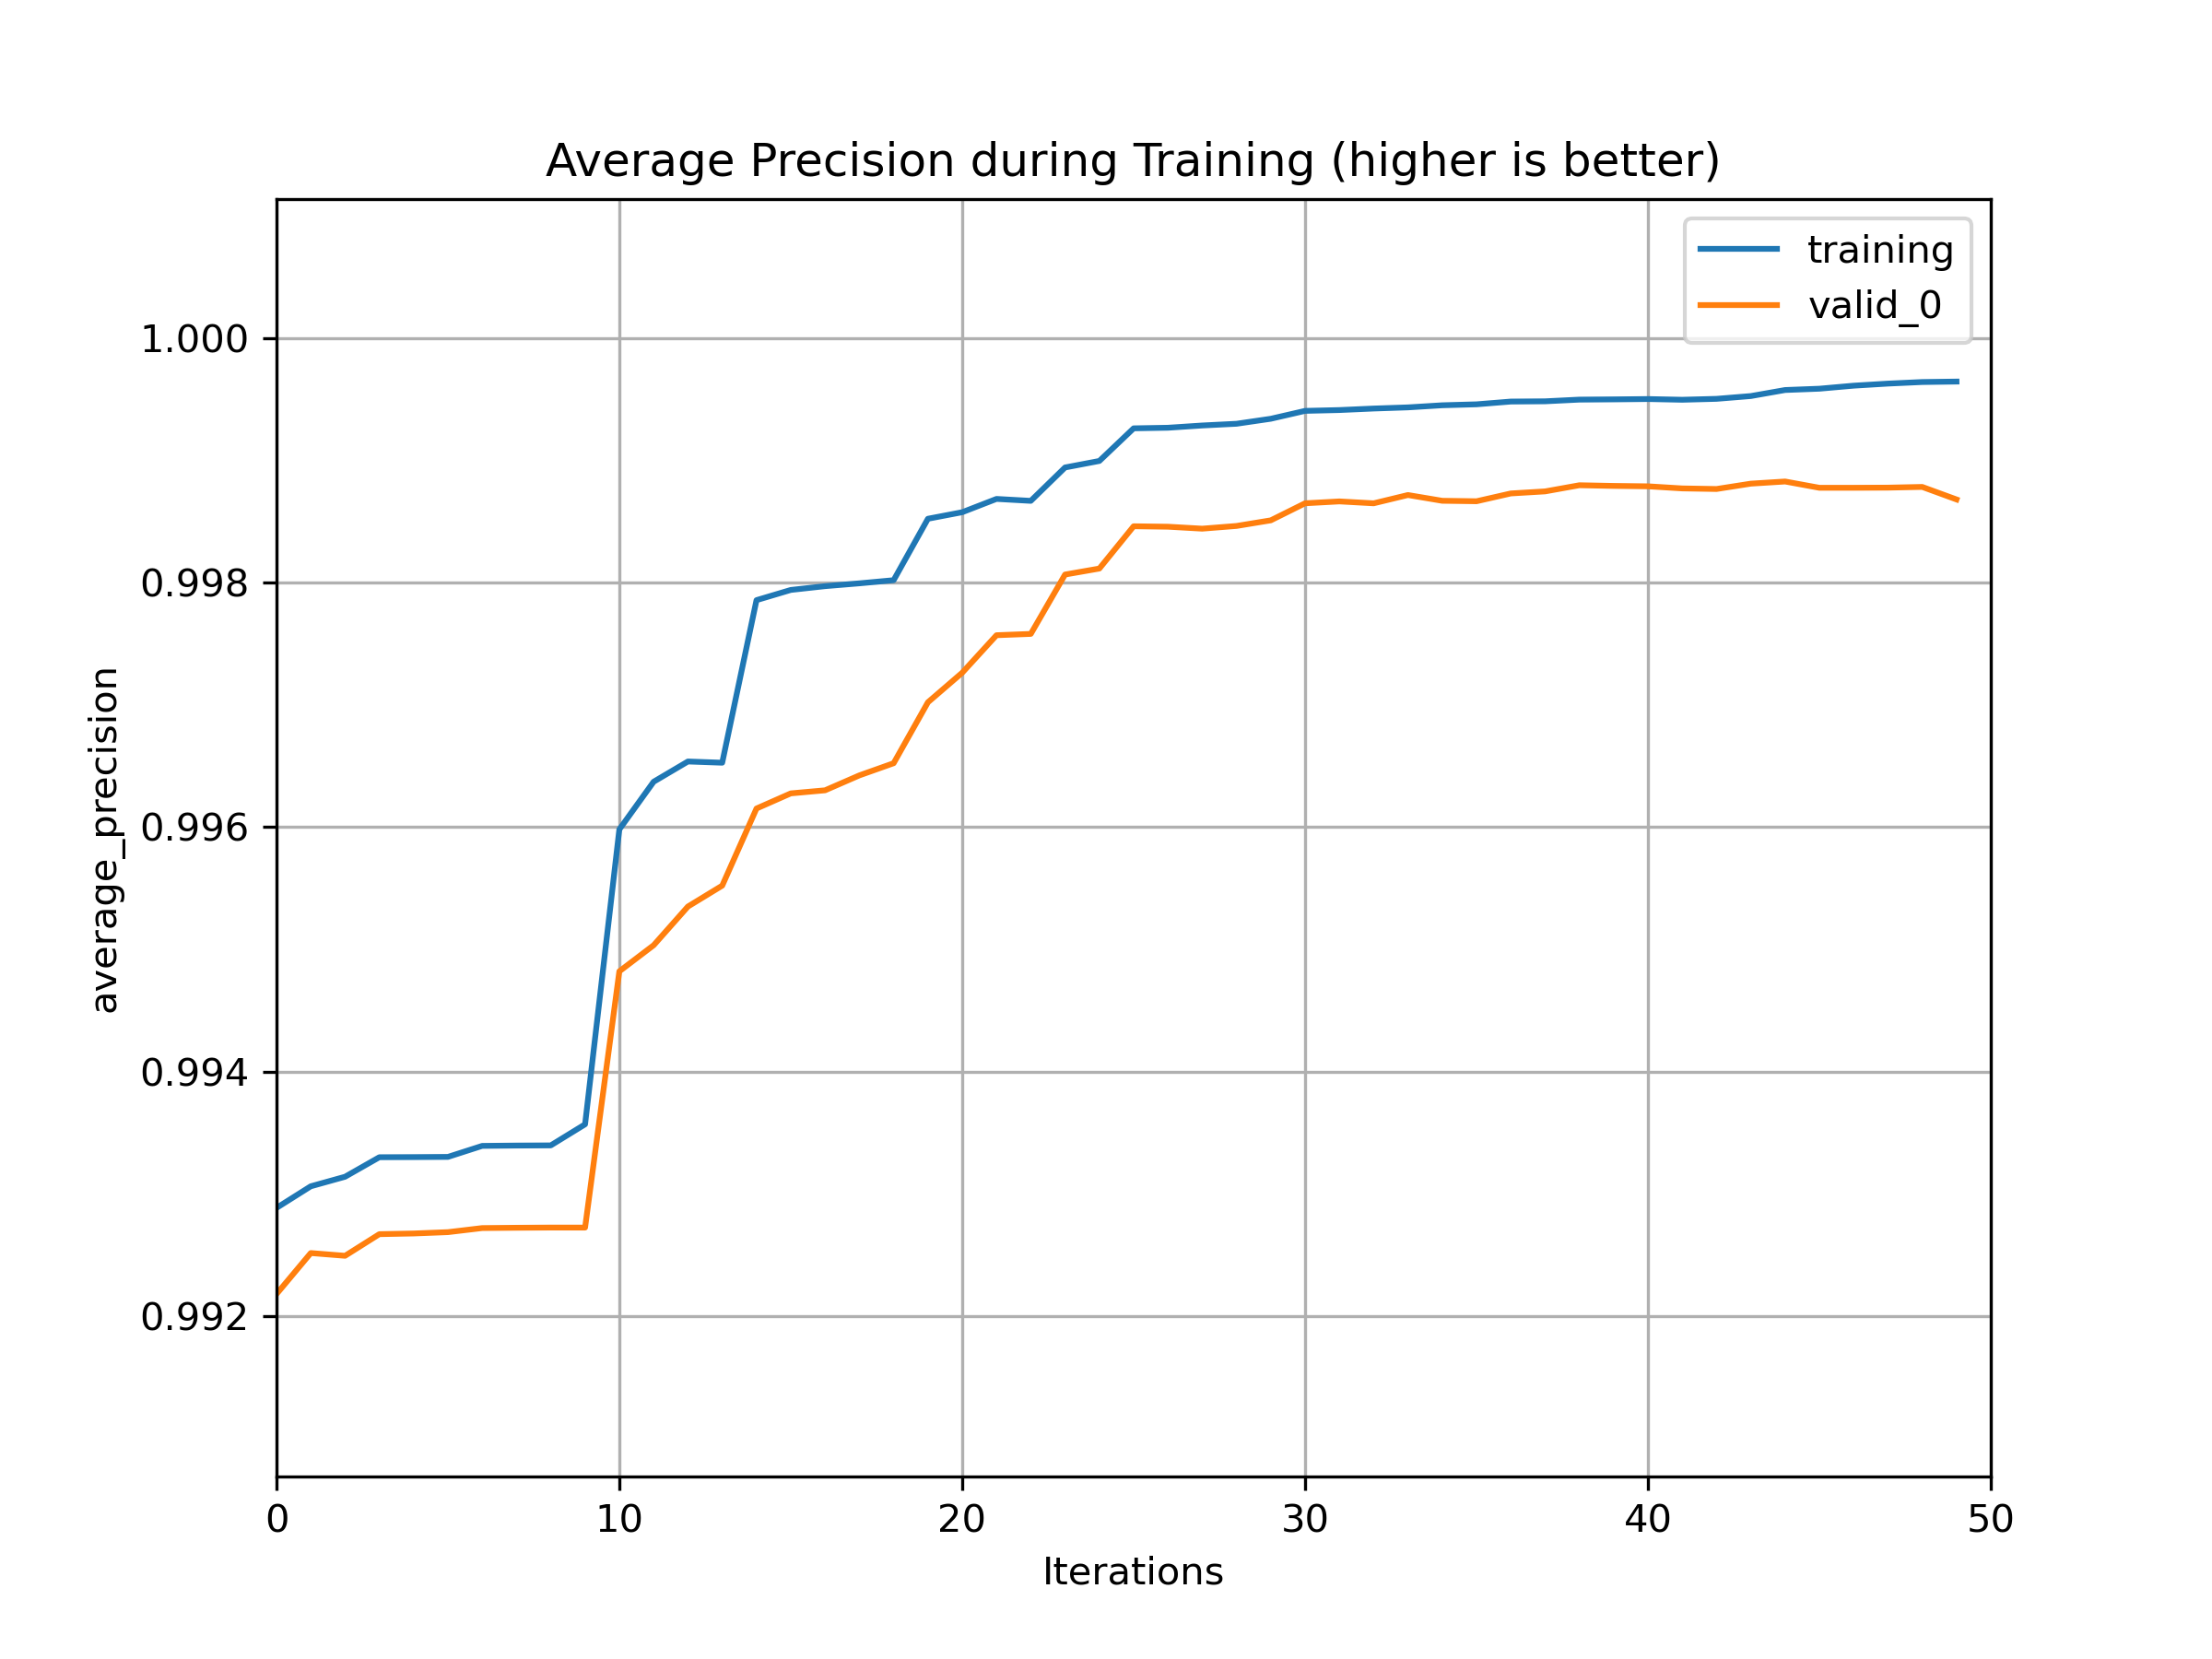 Average Precision during Training (higher is better)
training
valid_0
1.000
0.998
0.996
0.994
0.992
average_precision
0
10
20
30
40
50
Iterations